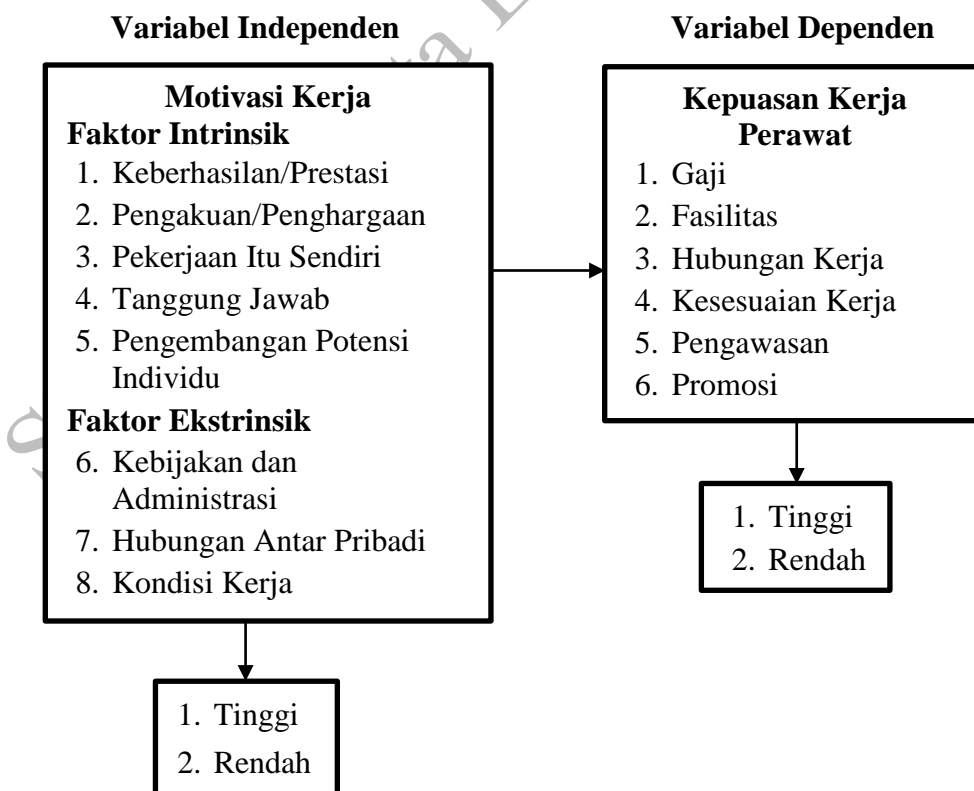 Variabel Independen
Motivasi Kerja
Faktor Intrinsik
1. Keberhasilan/Prestasi
2. Pengakuan/Penghargaan
3. Pekerjaan Itu Sendiri
4. Tanggung Jawab
5. Pengembangan Potensi
Individu
Faktor Ekstrinsik
6. Kebijakan dan
Administrasi
7. Hubungan Antar Pribadi
8. Kondisi Kerja
1. Tinggi
2. Rendah
Variabel Dependen
Kepuasan Kerja
Perawat
1. Gaji
2. Fasilitas
3. Hubungan Kerja
4. Kesesuaian Kerja
5. Pengawasan
6. Promosi
1. Tinggi
2. Rendah